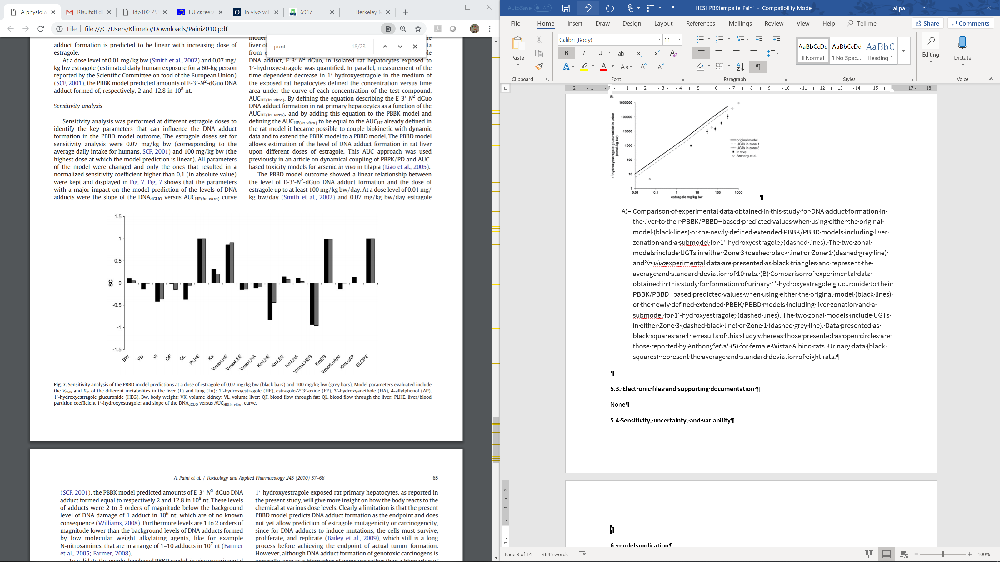 A physiolo
Risultati d
kfp102 25
EU careers
In vivo val
6917
Berkeley M
File
file:///C:/Users/Klimeto/Downloads/Paini2010.pdf
punt
18/23
adduct formation is predicted to be linear with increasing dose of
estragole.
At a dose level of 0.01 mg/kg bw (Smith et al., 2002) and 0.07 mg/
kg bw estragole (estimated daily human exposure for a 60-kg person
reported by the Scientific Committee on food of the European Union)
(SCF, 2001), the PBBK model predicted amounts of E-3′-N²-dGuo DNA
adduct formed of, respectively, 2 and 12.8 in 10⁸ nt.
Sensitivity analysis
Sensitivity analysis was performed at different estragole doses to
identify the key parameters that can influence the DNA adduct
formation in the PBBD model outcome. The estragole doses set for
sensitivity analysis were 0.07 mg/kg bw (corresponding to the
average daily intake for humans, SCF, 2001) and 100 mg/kg bw (the
highest dose at which the model prediction is linear). All parameters
of the model were changed and only the ones that resulted in a
normalized sensitivity coefficient higher than 0.1 (in absolute value)
were kept and displayed in Fig. 7. Fig. 7 shows that the parameters
with a major impact on the model prediction of the levels of DNA
adducts were the slope of the DNAdGUO versus AUCHE(in vitro) curve
liver of
from e
DNA adduct, E-3′-N²-dGuo, in isolated rat hepatocytes exposed to
1′-hydroxyestragole was quantified. In parallel, measurement of the
time-dependent decrease in 1′-hydroxyestragole in the medium of
the exposed rat hepatocytes defined the concentration versus time
area under the curve of each concentration of the test compound,
AUCHE(in vitro). By defining the equation describing the E-3′-N²-dGuo
DNA adduct formation in rat primary hepatocytes as a function of the
AUCHE(in vitro), and by adding this equation to the PBBK model and
defining the AUCHE(in vitro) to be equal to the AUCHE already defined in
the rat model it became possible to couple biokinetic with dynamic
data and to extend the PBBK model to a PBBD model. The PBBD model
allows estimation of the level of DNA adduct formation in rat liver
upon different doses of estragole. This AUC approach was used
previously in an article on dynamical coupling of PBPK/PD and AUC-
based toxicity models for arsenic in vivo in tilapia (Liao et al., 2005).
The PBBD model outcome showed a linear relationship between
the level of E-3′-N²-dGuo DNA adduct formation and the dose of
estragole up to at least 100 mg/kg bw/day. At a dose level of 0.01 mg/
kg bw/day (Smith et al., 2002) and 0.07 mg/kg bw/day estragole
1.5
1
0.5
0
-0.5
-1
-1.5
SC
BW Vlu Vl QF QL PLHE Ka VmaxLHE VmaxLEE VmaxLHA KmLHE KmLEE KmLHA VmaxLHEG KmEG VmaxLuApc KmLuAP SLOPE
Fig. 7. Sensitivity analysis of the PBBD model predictions at a dose of estragole of 0.07 mg/kg bw (black bars) and 100 mg/kg bw (grey bars). Model parameters evaluated include
the Vmax and Km of the different metabolites in the liver (L) and lung (Lu): 1′-hydroxyestragole (HE), estragole-2′,3′-oxide (EE), 3′-hydroxyanethole (HA), 4-allylphenol (AP).
1′-hydroxyestragole glucuronide (HEG). Bw, body weight; VK, volume kidney; VL, volume liver; QF, blood flow through fat; QL, blood flow through the liver; PLHE, liver/blood
partition coefficient 1′-hydroxyestragole; and slope of the DNAdGUO versus AUCHE(in vitro) curve.
A. Paini et al. / Toxicology and Applied Pharmacology 245 (2010) 57–66
65
(SCF, 2001), the PBBK model predicted amounts of E-3′-N²-dGuo DNA
adduct formed equal to respectively 2 and 12.8 in 10⁸ nt. These levels
of adducts were 2 to 3 orders of magnitude below the background
level of DNA damage of 1 adduct in 10⁶ nt, which are of no known
consequence (Williams, 2008). Furthermore levels are 1 to 2 orders of
magnitude lower than the background levels of DNA adducts formed
by low molecular weight alkylating agents, like for example
N-nitrosamines, that are in a range of 1–10 adducts in 10⁷ nt (Farmer
et al., 2005; Farmer, 2008).
To validate the newly developed PBBD model, in vivo experimental
1′-hydroxyestragole exposed rat primary hepatocytes, as reported in
the present study, will give more insight on how the body reacts to the
chemical at various dose levels. Clearly a limitation is that the present
PBBD model predicts DNA adduct formation as the endpoint and does
not yet allow prediction of estragole mutagenicity or carcinogencity,
since for DNA adducts to induce mutations, the cells must survive,
proliferate, and replicate (Bailey et al., 2009), which still is a long
process before achieving the endpoint of actual tumor formation.
However, although DNA adduct formation of genotoxic carcinogens is
generally seen as a biomarker of exposure rather than a biomarker of
AutoSave Off
HESI_PBKtempalte_Paini - Compatibility Mode
al pa
File Home Insert Draw Design Layout References Mailings Review View Help Tell me
Share
Comments
Paste
Clipboard
Calibri (Body)
11
Font
Paragraph
AaBbCcDc AaBbCcDc AaBbC
¶ Normal ¶ No Spac... Heading 1
Styles
Editing
Dictate
Voice
2 1 1 2 3 4 5 6 7 8 9 10 11 12 13 14 15 17 18
B.
1000000
100000
10000
1000
100
10
1
1'-hydroxyestragole glucuronide in urine
(nmol/kg bw)
original model
UGTs in zone 1
UGTs in zone 3
in vivo
Anthony et al.
0.01 0.1 1 10 100 1000
estragole mg/kg bw
¶
A)→Comparison·of·experimental·data·obtained·in·this·study·for·DNA·adduct·formation·in·
the·liver·to·their·PBBK/PBBD−based·predicted·values·when·using·either·the·original·
model·(black·lines)·or·the·newly·defined·extended·PBBK/PBBD·models·including·liver·
zonation·and·a·submodel·for·1'-hydroxyestragole;·(dashed·lines).·The·two·zonal·
models·include·UGTs·in·either·Zone·3·(dashed·black·line)·or·Zone·1·(dashed·grey·line)·
and°in·vivoexperimental·data·are·presented·as·black·triangles·and·represent·the·
average·and·standard·deviation·of·10·rats.·(B)·Comparison·of·experimental·data·
obtained·in·this·study·for·formation·of·urinary·1'-hydroxyestragole·glucuronide·to·their·
PBBK/PBBD−based·predicted·values·when·using·either·the·original·model·(black·lines)·
or·the·newly·defined·extended·PBBK/PBBD·models·including·liver·zonation·and·a·
submodel·for·1'-hydroxyestragole;·(dashed·lines).·The·two·zonal·models·include·UGTs·
in·either·Zone·3·(dashed·black·line)·or·Zone·1·(dashed·grey·line).·Data·presented·as·
black·squares·are·the·results·of·this·study·whereas·those·presented·as·open·circles·are·
those·reported·by·Anthony°et·al.·(5)·for·female·Wistar·Albino·rats.·Urinary·data·(black·
squares)·represent·the·average·and·standard·deviation·of·eight·rats.¶
¶
5.3.·Electronic·files·and·supporting·documentation·¶
None¶
5.4·Sensitivity,·uncertainty,·and·variability¶
¶
6.·model·application¶
Page 8 of 14
3645 words
100%